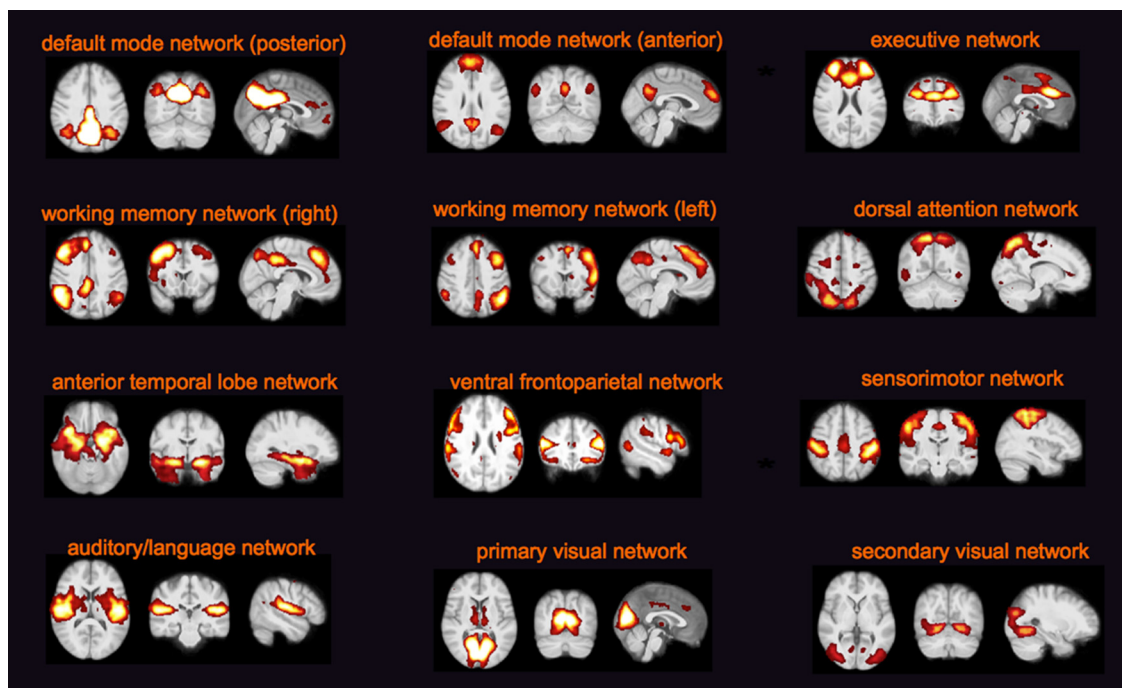 default mode network (posterior)
default mode network (anterior)
executive network
*
working memory network (right)
working memory network (left)
dorsal attention network
anterior temporal lobe network
ventral frontoparietal network
sensorimotor network
*
auditory/language network
primary visual network
secondary visual network